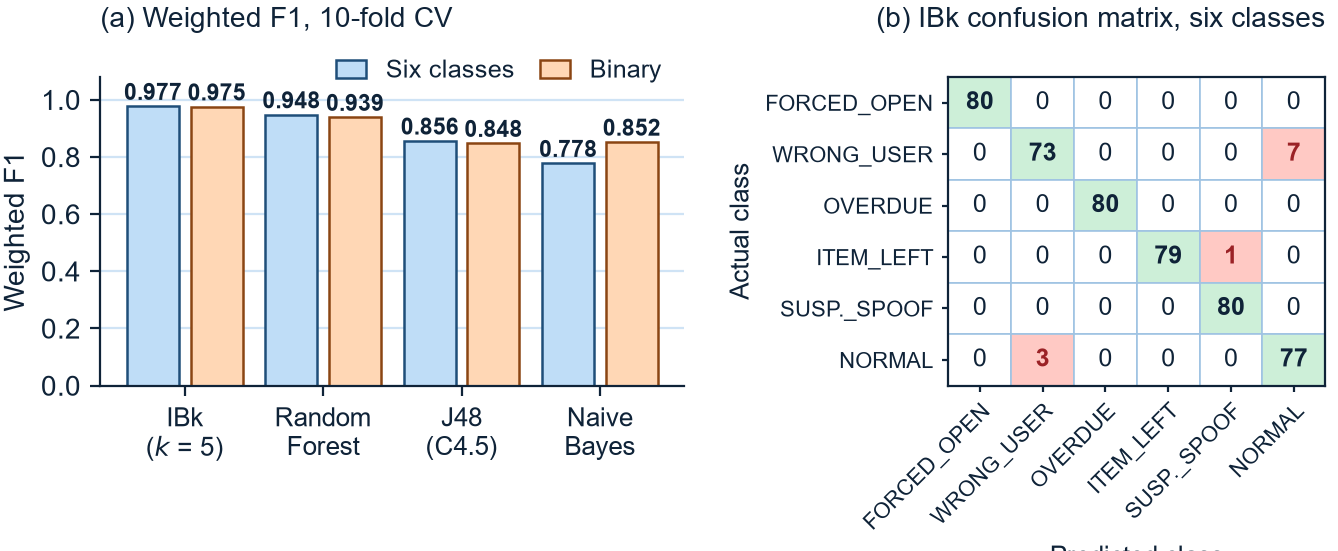 (a) Weighted F1, 10-fold CV
Six classes
Binary
Weighted F1
1.0
0.8
0.6
0.4
0.2
0.0
0.977 0.975
0.948 0.939
0.856 0.848
0.778 0.852
IBk
(k = 5)
Random
Forest
J48
(C4.5)
Naive
Bayes
(b) IBk confusion matrix, six classes
Actual class
FORCED_OPEN 80 0 0 0 0 0
WRONG_USER 0 73 0 0 0 7
OVERDUE 0 0 80 0 0 0
ITEM_LEFT 0 0 0 79 1 0
SUSP._SPOOF 0 0 0 0 80 0
NORMAL 0 3 0 0 0 77
FORCED_OPEN
WRONG_USER
OVERDUE
ITEM_LEFT
SUSP._SPOOF
NORMAL